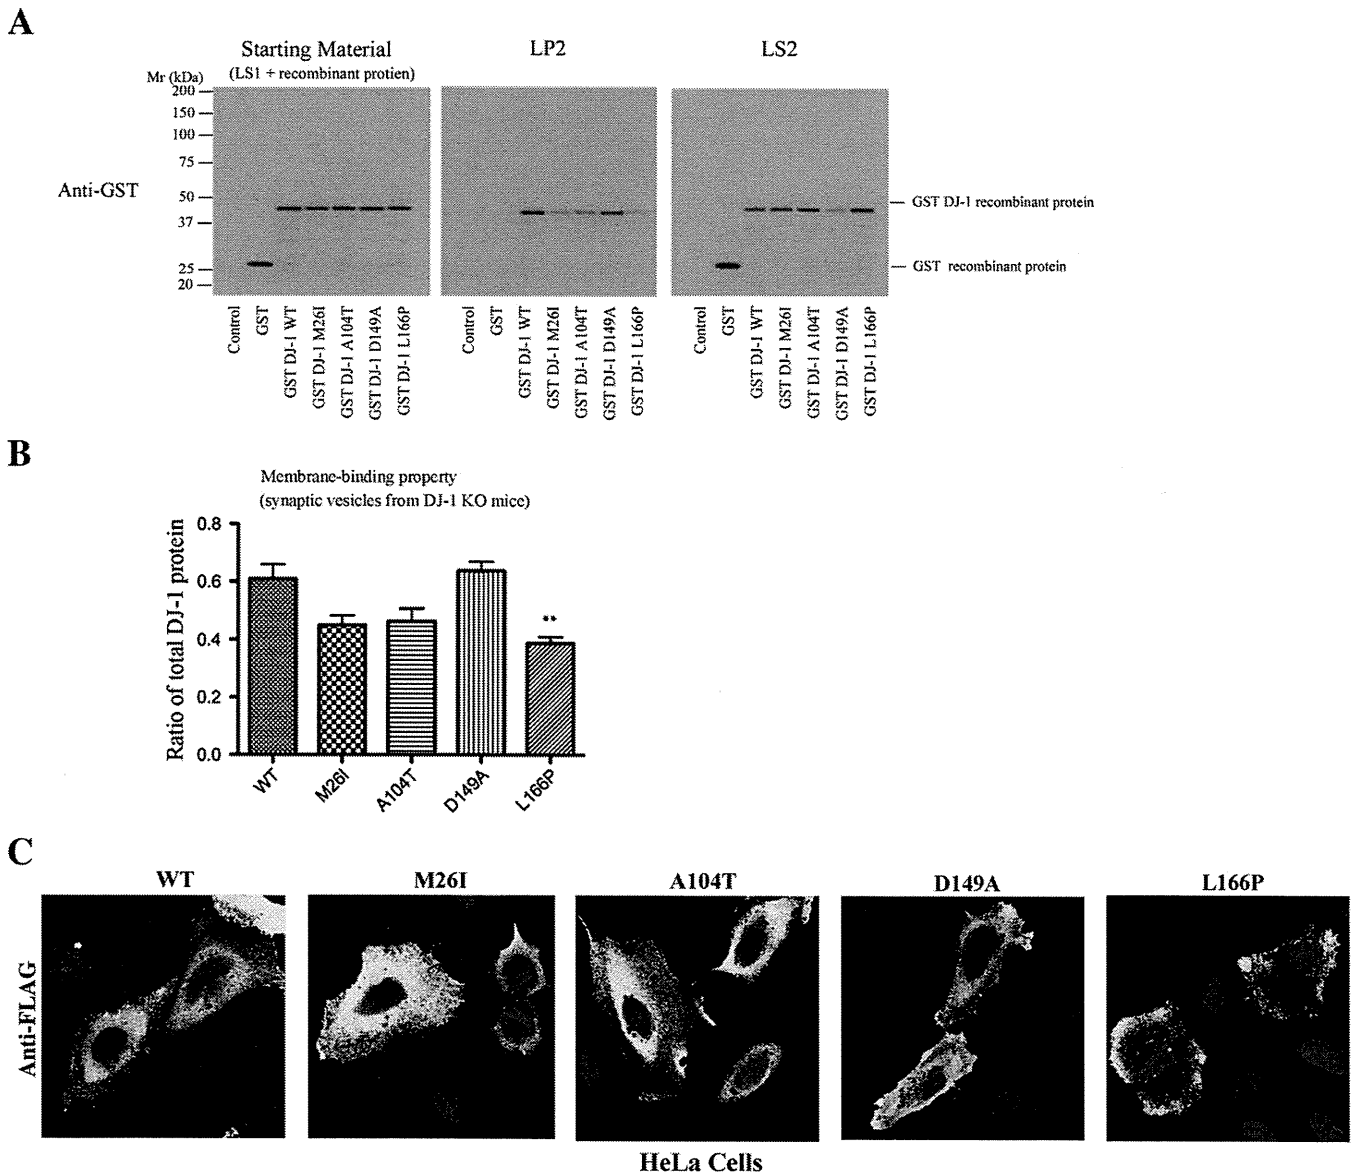 A
Starting Material
(LS1 + recombinant protien)
LP2
LS2
Mr (kDa)
200
150
100
75
50
37
25
20
Anti-GST
GST DJ-1 recombinant protein
GST recombinant protein
Control
GST
GST DJ-1 WT
GST DJ-1 M26I
GST DJ-1 A104T
GST DJ-1 D149A
GST DJ-1 L166P
Control
GST
GST DJ-1 WT
GST DJ-1 M26I
GST DJ-1 A104T
GST DJ-1 D149A
GST DJ-1 L166P
Control
GST
GST DJ-1 WT
GST DJ-1 M26I
GST DJ-1 A104T
GST DJ-1 D149A
GST DJ-1 L166P
B
Membrane-binding property
(synaptic vesicles from DJ-1 KO mice)
Ratio of total DJ-1 protein
0.8
0.6
0.4
0.2
0.0
**
WT
M26I
A104T
D149A
L166P
C
WT
M26I
A104T
D149A
L166P
Anti-FLAG
HeLa Cells